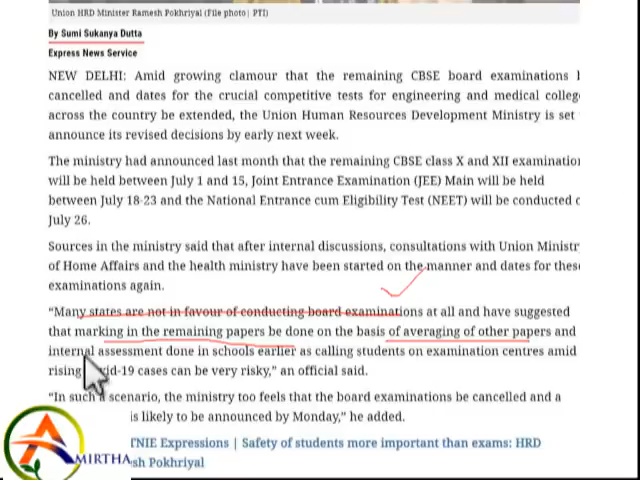 Union HRD Minister Ramesh Pokhriyal (File photo | PTI)
By Sumi Sukanya Dutta
Express News Service
NEW DELHI: Amid growing clamour that the remaining CBSE board examinations
cancelled and dates for the crucial competitive tests for engineering and medical colleg
across the country be extended, the Union Human Resources Development Ministry is set
announce its revised decisions by early next week.
The ministry had announced last month that the remaining CBSE class X and XII examination
will be held between July 1 and 15, Joint Entrance Examination (JEE) Main will be held
between July 18-23 and the National Entrance cum Eligibility Test (NEET) will be conducted
July 26.
Sources in the ministry said that after internal discussions, consultations with Union Ministr
of Home Affairs and the health ministry have been started on the manner and dates for these
examinations again.
“Many states are not in favour of conducting board examinations at all and have suggested
that marking in the remaining papers be done on the basis of averaging of other papers and
internal assessment done in schools earlier as calling students on examination centres amid
rising vid-19 cases can be very risky,” an official said.
“In such a scenario, the ministry too feels that the board examinations be cancelled and a
is likely to be announced by Monday,” he added.
TNIE Expressions | Safety of students more important than exams: HRD
sh Pokhriyal
AMIRTHA